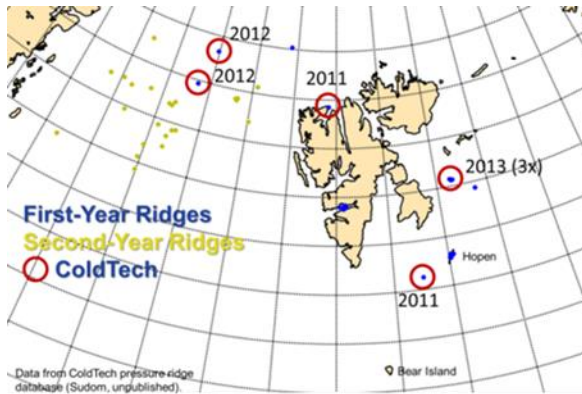 2012
2012
2011
2013 (3x)
First-Year Ridges
Second-Year Ridges
ColdTech
Hopen
2011
Bear Island
Data from ColdTech pressure ridge
database (Sudom, unpublished).